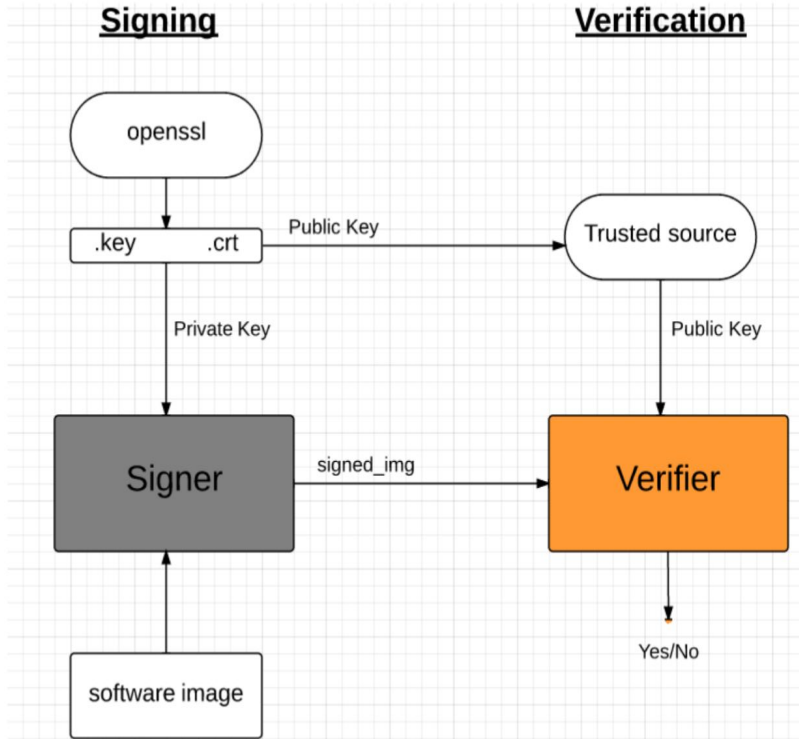 Signing
Verification
openssl
.key .crt
Public Key
Trusted source
Private Key
Public Key
Signer
signed_img
Verifier
Yes/No
software image